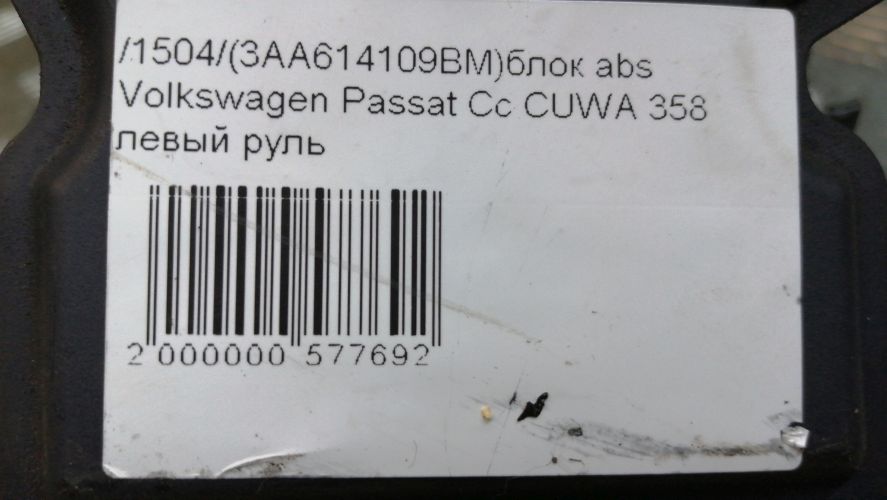 /1504/(3AA614109BM)блок abs
Volkswagen Passat Cc CUWA 358
левый руль
2 000000 577692